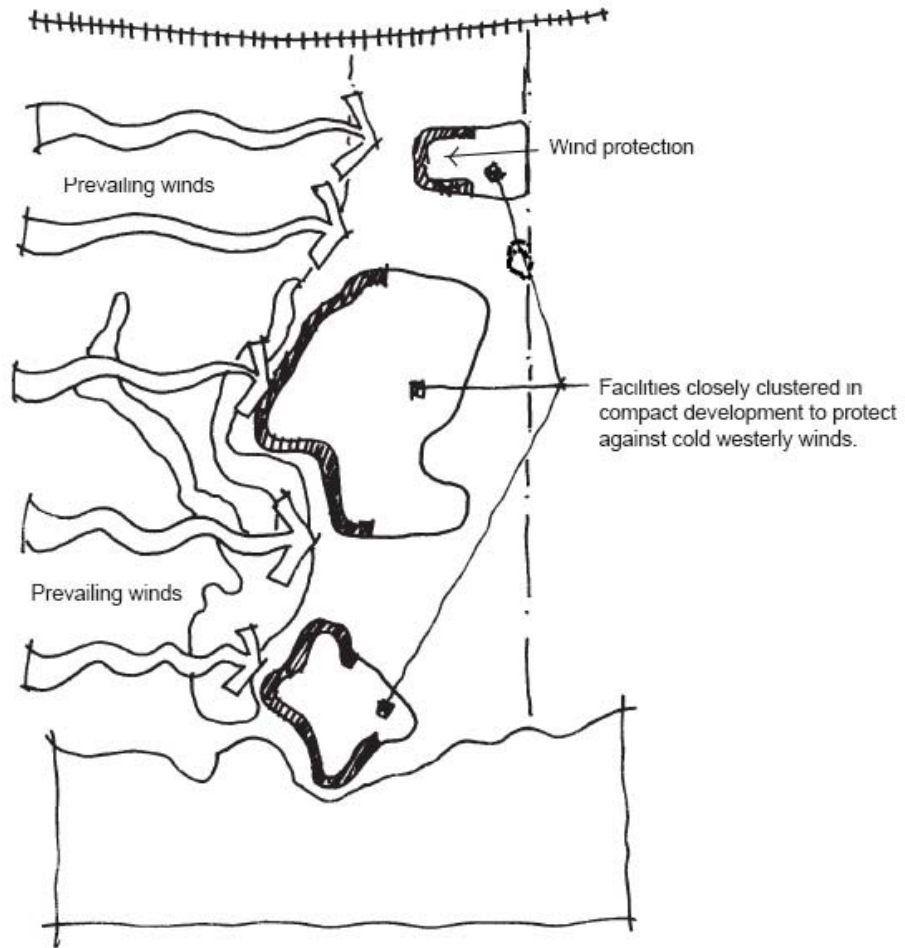 Wind protection
Prevailing winds
Facilities closely clustered in
compact development to protect
against cold westerly winds.
Prevailing winds